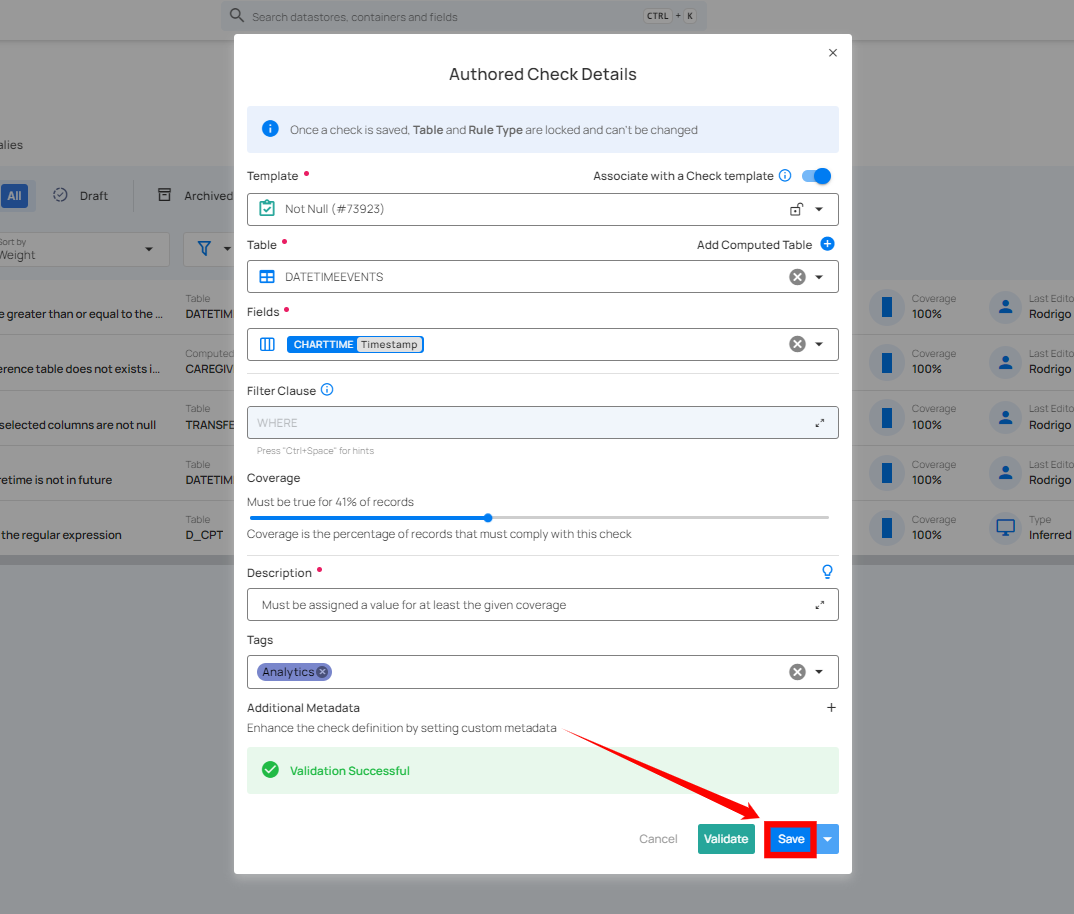 Search datastores, containers and fields
CTRL + K
Authored Check Details
Once a check is saved, Table and Rule Type are locked and can't be changed
alies
Template
Associate with a Check template
All
Draft
Archived
Not Null (#73923)
Sort by
Weight
Table
Add Computed Table
DATETIMEEVENTS
Fields
CHARTTIME Timestamp
e greater than or equal to the ...
Table
DATETIM
Coverage
100%
Last Edito
Rodrigo
erence table does not exists i...
Computed
CAREGIV
Coverage
100%
Last Edito
Rodrigo
Filter Clause
WHERE
Press "Ctrl+Space" for hints
selected columns are not null
Table
TRANSFE
Coverage
100%
Last Edito
Rodrigo
Coverage
Must be true for 41% of records
Coverage is the percentage of records that must comply with this check
retime is not in future
Table
DATETIM
Coverage
100%
Last Edito
Rodrigo
the regular expression
Table
D_CPT
Coverage
100%
Type
Inferred
Description
Must be assigned a value for at least the given coverage
Tags
Analytics
Additional Metadata
Enhance the check definition by setting custom metadata
Validation Successful
Cancel
Validate
Save